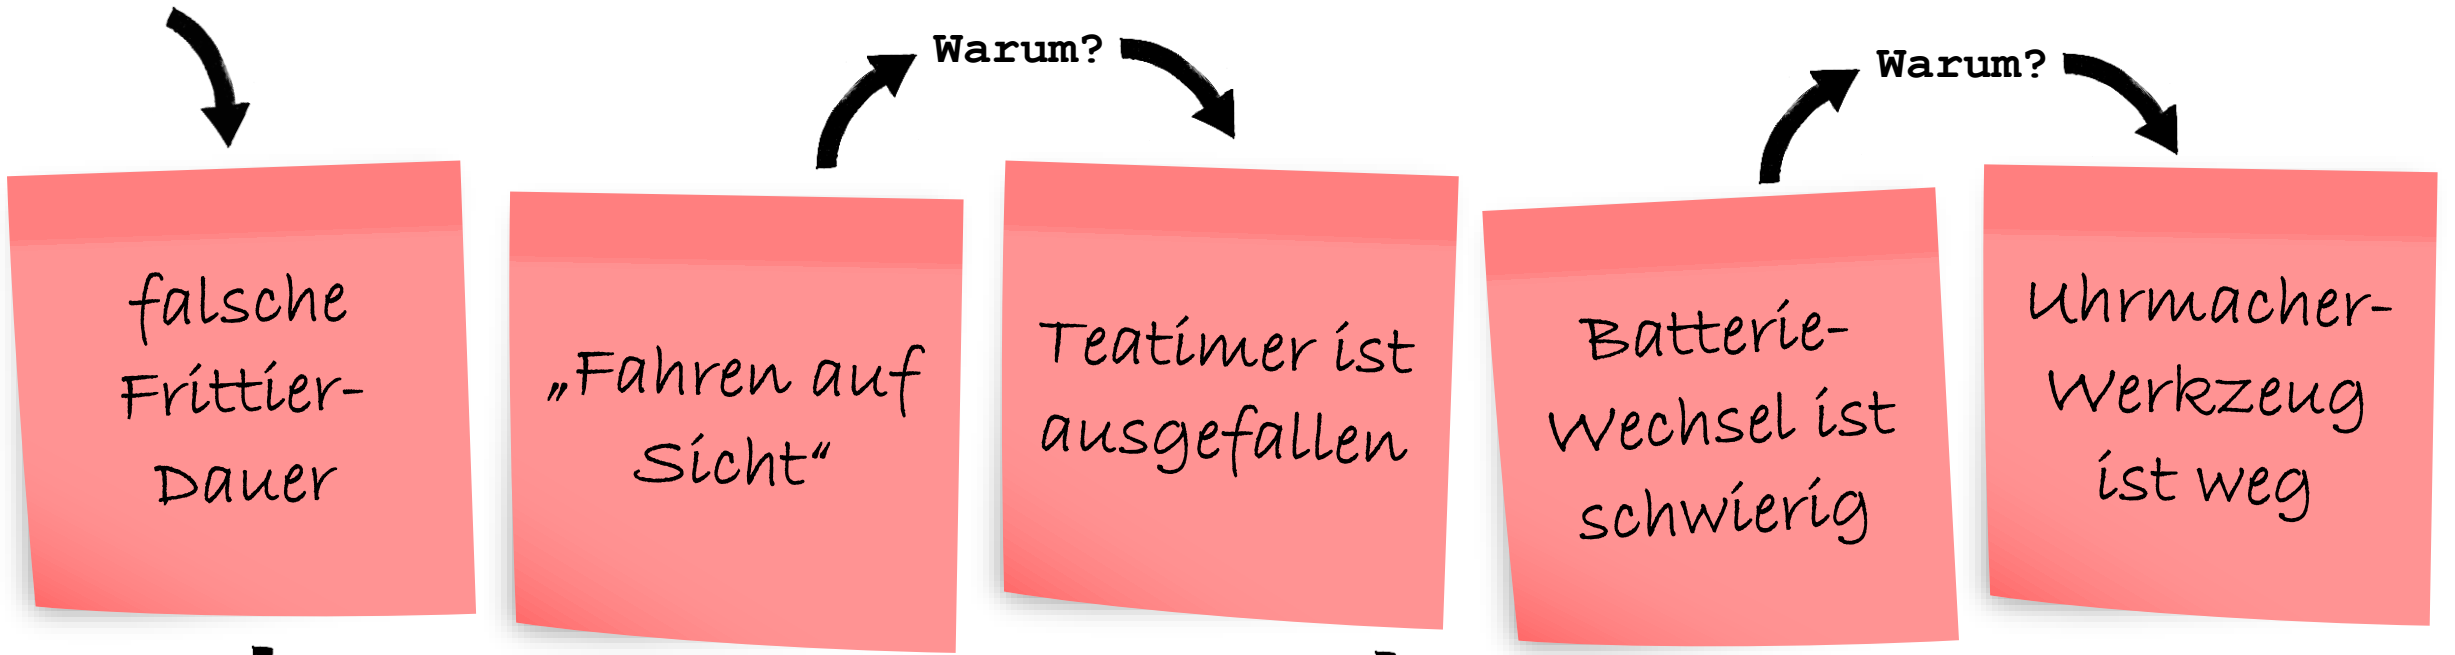 Warum?
Warum?
falsche
Frittier-
Dauer
„Fahren auf
Sicht“
Teatimer ist
ausgefallen
Batterie-
Wechsel ist
schwierig
Uhrmacher-
Werkzeug
ist weg